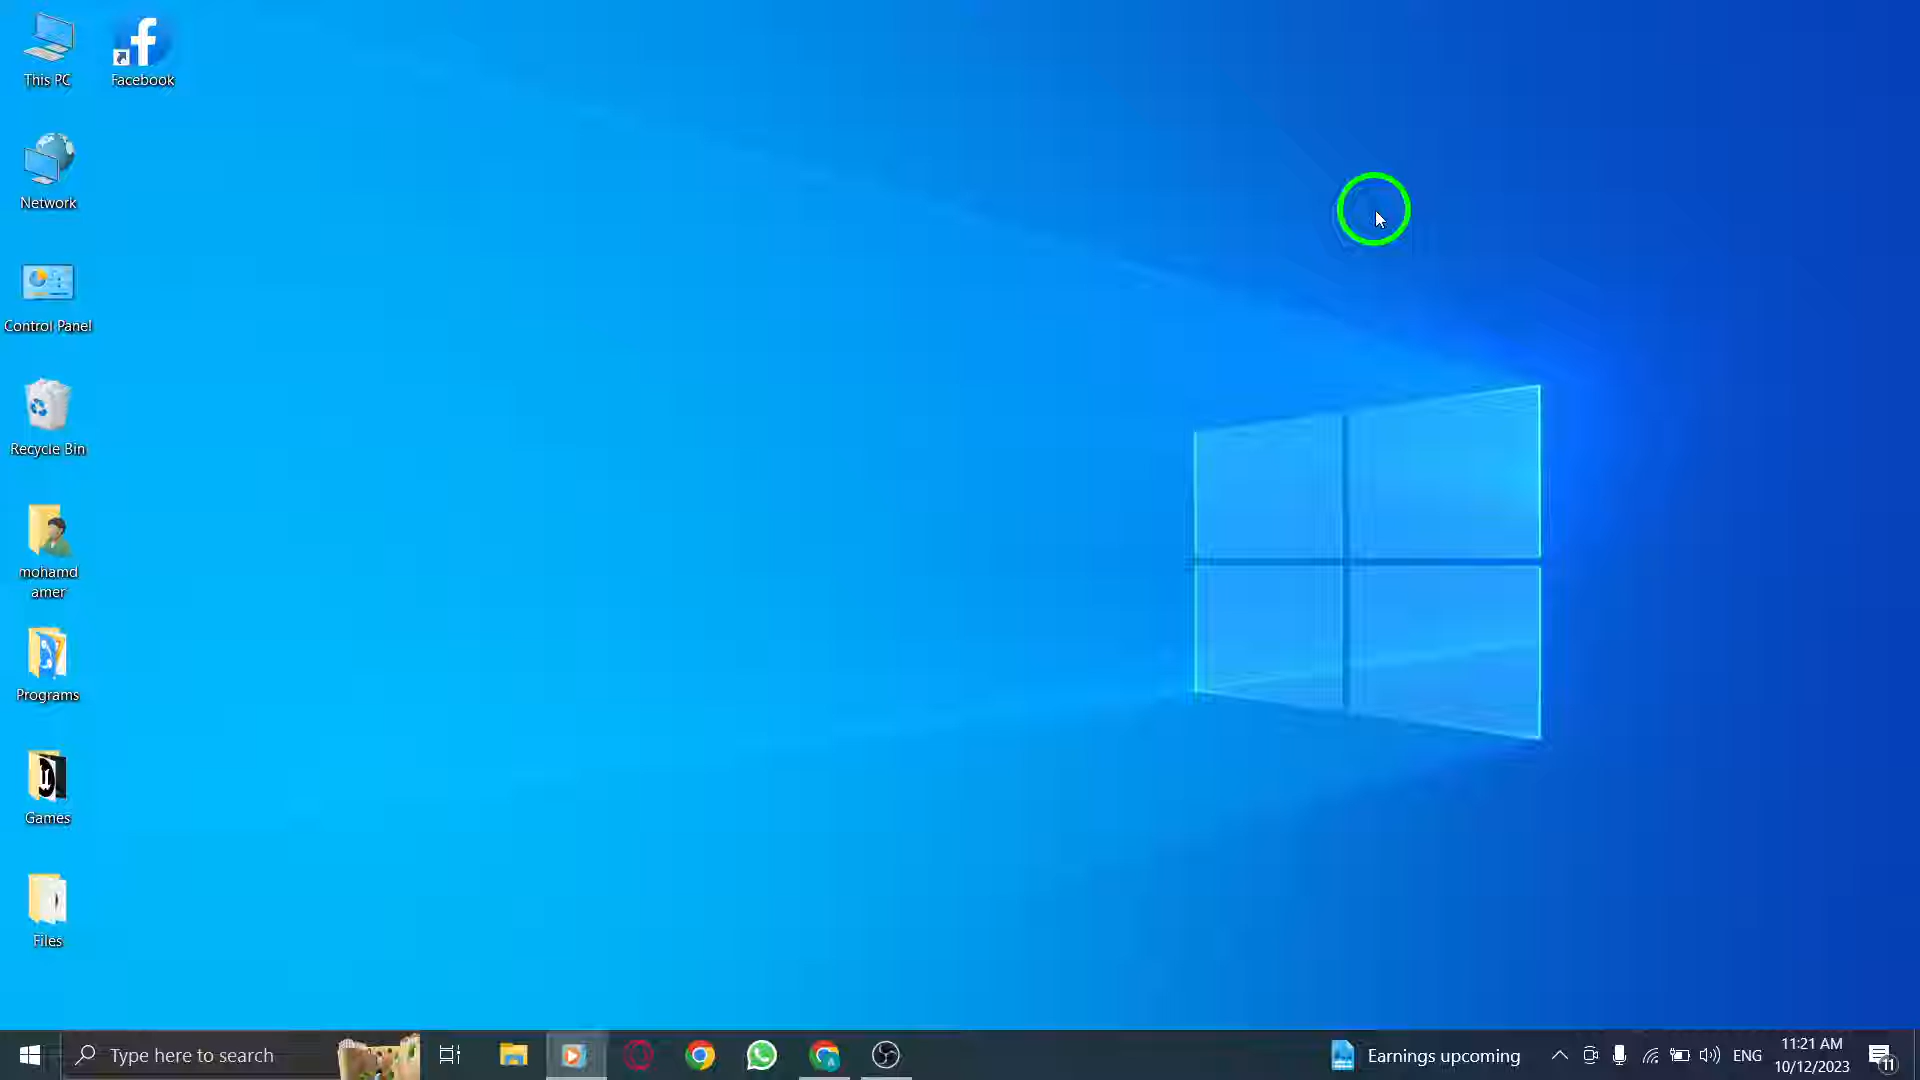 This PC
Facebook
Network
Control Panel
Recycle Bin
mohamd
amer
Programs
Games
Files
Type here to search
Earnings upcoming
ENG
11:21 AM
10/12/2023
11